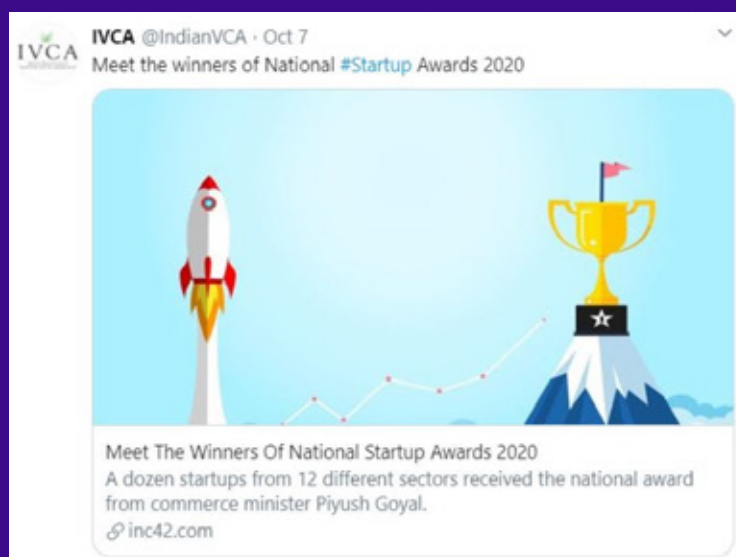 IVCA
IVCA @IndianVCA · Oct 7
Meet the winners of National #Startup Awards 2020
Meet The Winners Of National Startup Awards 2020
A dozen startups from 12 different sectors received the national award
from commerce minister Piyush Goyal.
inc42.com